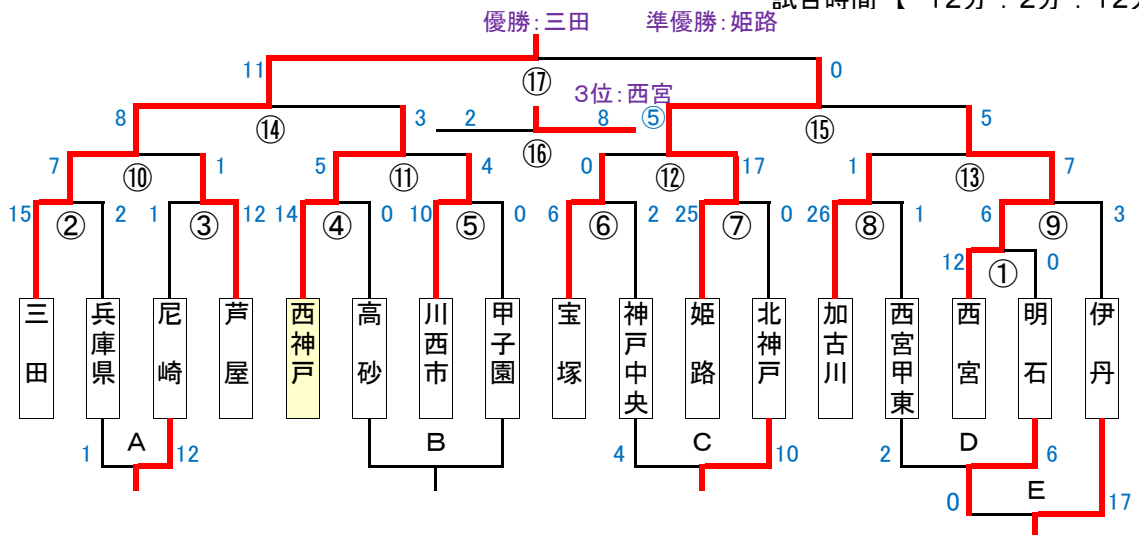 試合時間【 12分：2分：12分
優勝：三田 準優勝：姫路
11 0
⑰
3位：西宮
8 3 2 8 ⑤ 5
⑭ ⑯ ⑮
7 1 5 4 0 17 1 7
⑩ ⑪ ⑫ ⑬
15 2 1 12 14 0 10 0 6 2 25 0 26 1 6 3
② ③ ④ ⑤ ⑥ ⑦ ⑧ ⑨
12 ① 0
三田
兵庫県
尼崎
芦屋
西神戸
高砂
川西市
甲子園
宝塚
神戸中央
姫路
北神戸
加古川
西宮甲東
西宮
明石
伊丹
1 A 12 B 4 C 10 2 D 6
0 E 17